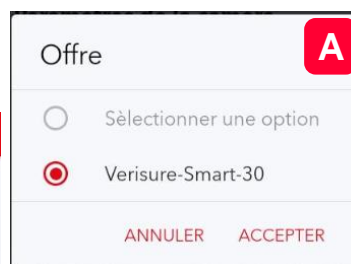 Offre
A
Sèlectionner une option
Verisure-Smart-30
ANNULER ACCEPTER